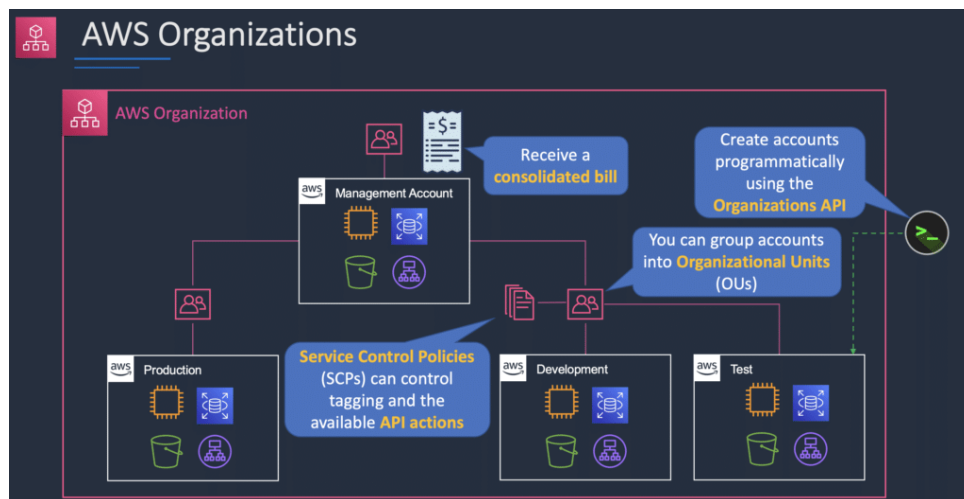 AWS Organizations
AWS Organization
=$=
Receive a
consolidated bill
Create accounts
programmatically
using the
Organizations API
aws
Management Account
>_
You can group accounts
into Organizational Units
(OUs)
Service Control Policies
(SCPs) can control
tagging and the
available API actions
aws
Production
aws
Development
aws
Test